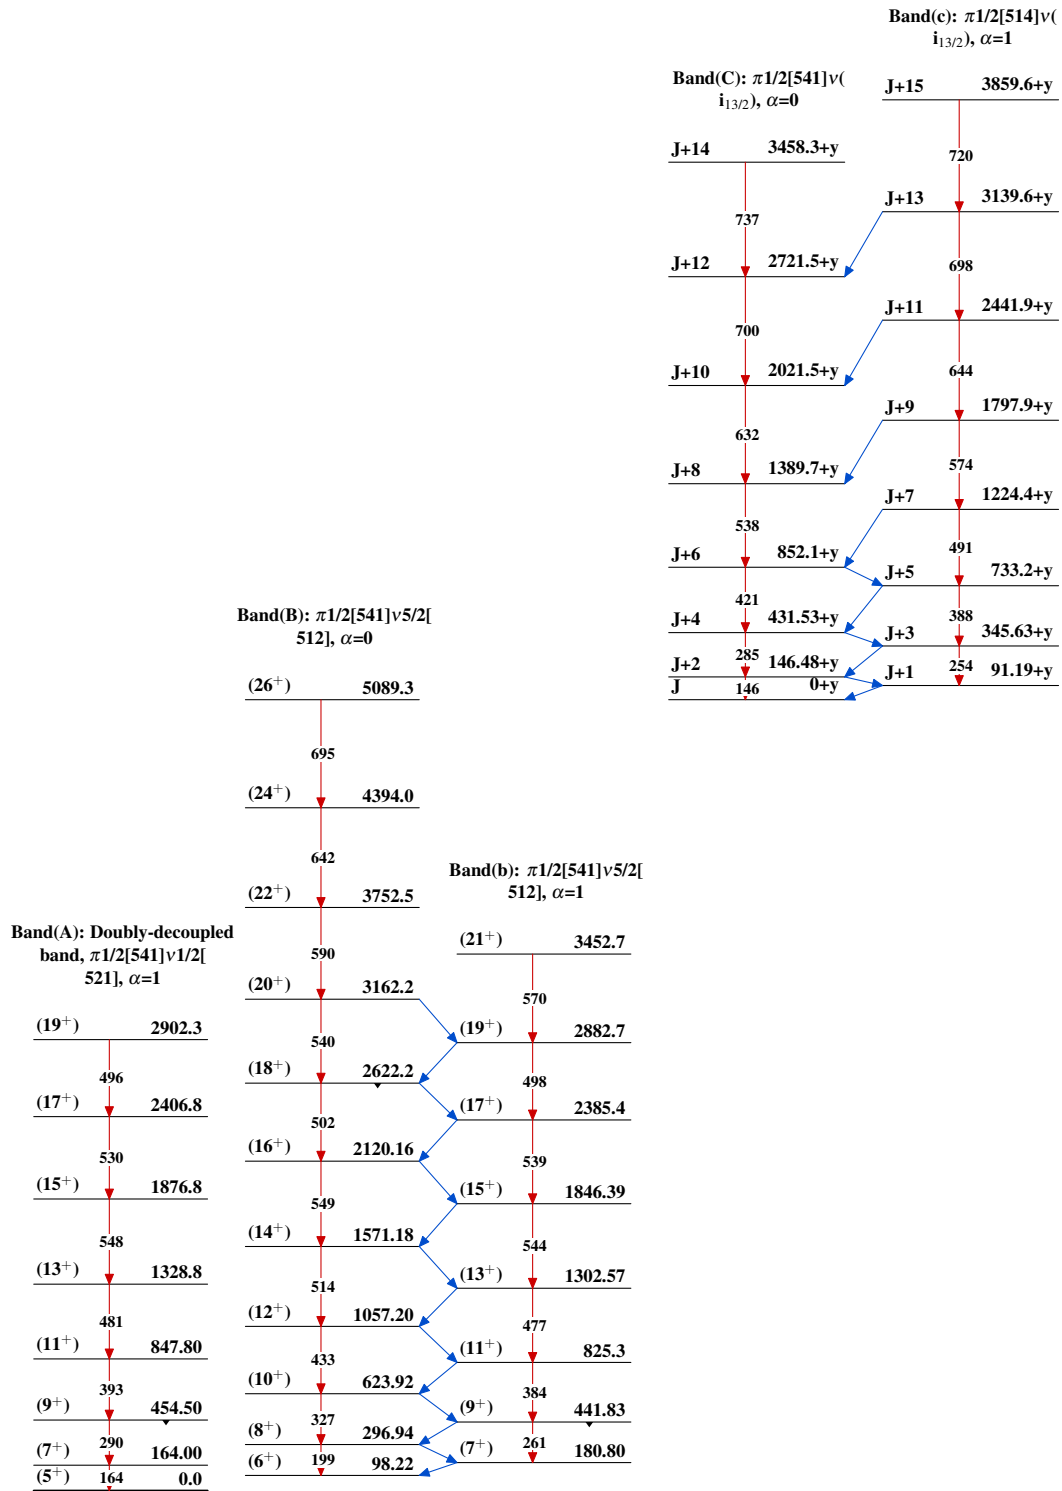 Band(A): Doubly-decoupled
band, π1/2[541]ν1/2[
521], α=1
(19⁺) 2902.3
496
(17⁺) 2406.8
530
(15⁺) 1876.8
548
(13⁺) 1328.8
481
(11⁺) 847.80
393
(9⁺) 454.50
290
(7⁺) 164.00
(5⁺) 164 0.0
Band(B): π1/2[541]ν5/2[
512], α=0
(26⁺) 5089.3
695
(24⁺) 4394.0
642
(22⁺) 3752.5
590
(20⁺) 3162.2
540
(18⁺) 2622.2
502
(16⁺) 2120.16
549
(14⁺) 1571.18
514
(12⁺) 1057.20
433
(10⁺) 623.92
327
(8⁺) 296.94
(6⁺) 199 98.22
Band(b): π1/2[541]ν5/2[
512], α=1
(21⁺) 3452.7
570
(19⁺) 2882.7
498
(17⁺) 2385.4
539
(15⁺) 1846.39
544
(13⁺) 1302.57
477
(11⁺) 825.3
384
(9⁺) 441.83
(7⁺) 261 180.80
Band(C): π1/2[541]ν(
i₁₃/₂), α=0
J+14 3458.3+y
737
J+12 2721.5+y
700
J+10 2021.5+y
632
J+8 1389.7+y
538
J+6 852.1+y
421
J+4 431.53+y
285
J+2 146.48+y
J 146 0+y
Band(c): π1/2[514]ν(
i₁₃/₂), α=1
J+15 3859.6+y
720
J+13 3139.6+y
698
J+11 2441.9+y
644
J+9 1797.9+y
574
J+7 1224.4+y
491
J+5 733.2+y
388
J+3 345.63+y
J+1 254 91.19+y